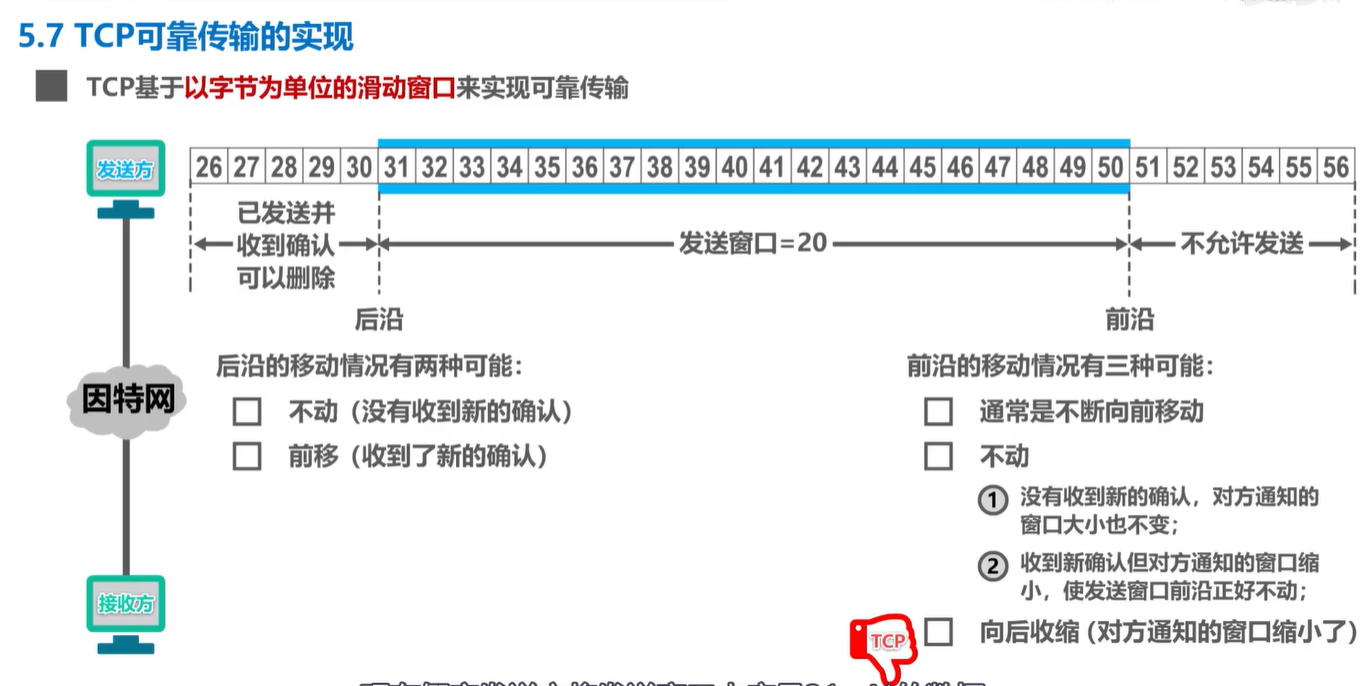 5.7 TCP可靠传输的实现
TCP基于以字节为单位的滑动窗口来实现可靠传输
发送方
26 27 28 29 30 31 32 33 34 35 36 37 38 39 40 41 42 43 44 45 46 47 48 49 50 51 52 53 54 55 56
已发送并
收到确认
可以删除
发送窗口=20
不允许发送
后沿
前沿
后沿的移动情况有两种可能：
不动（没有收到新的确认）
前移（收到了新的确认）
前沿的移动情况有三种可能：
通常是不断向前移动
不动
1 没有收到新的确认，对方通知的
窗口大小也不变；
2 收到新确认但对方通知的窗口缩
小，使发送窗口前沿正好不动；
向后收缩（对方通知的窗口缩小了）
TCP
因特网
接收方